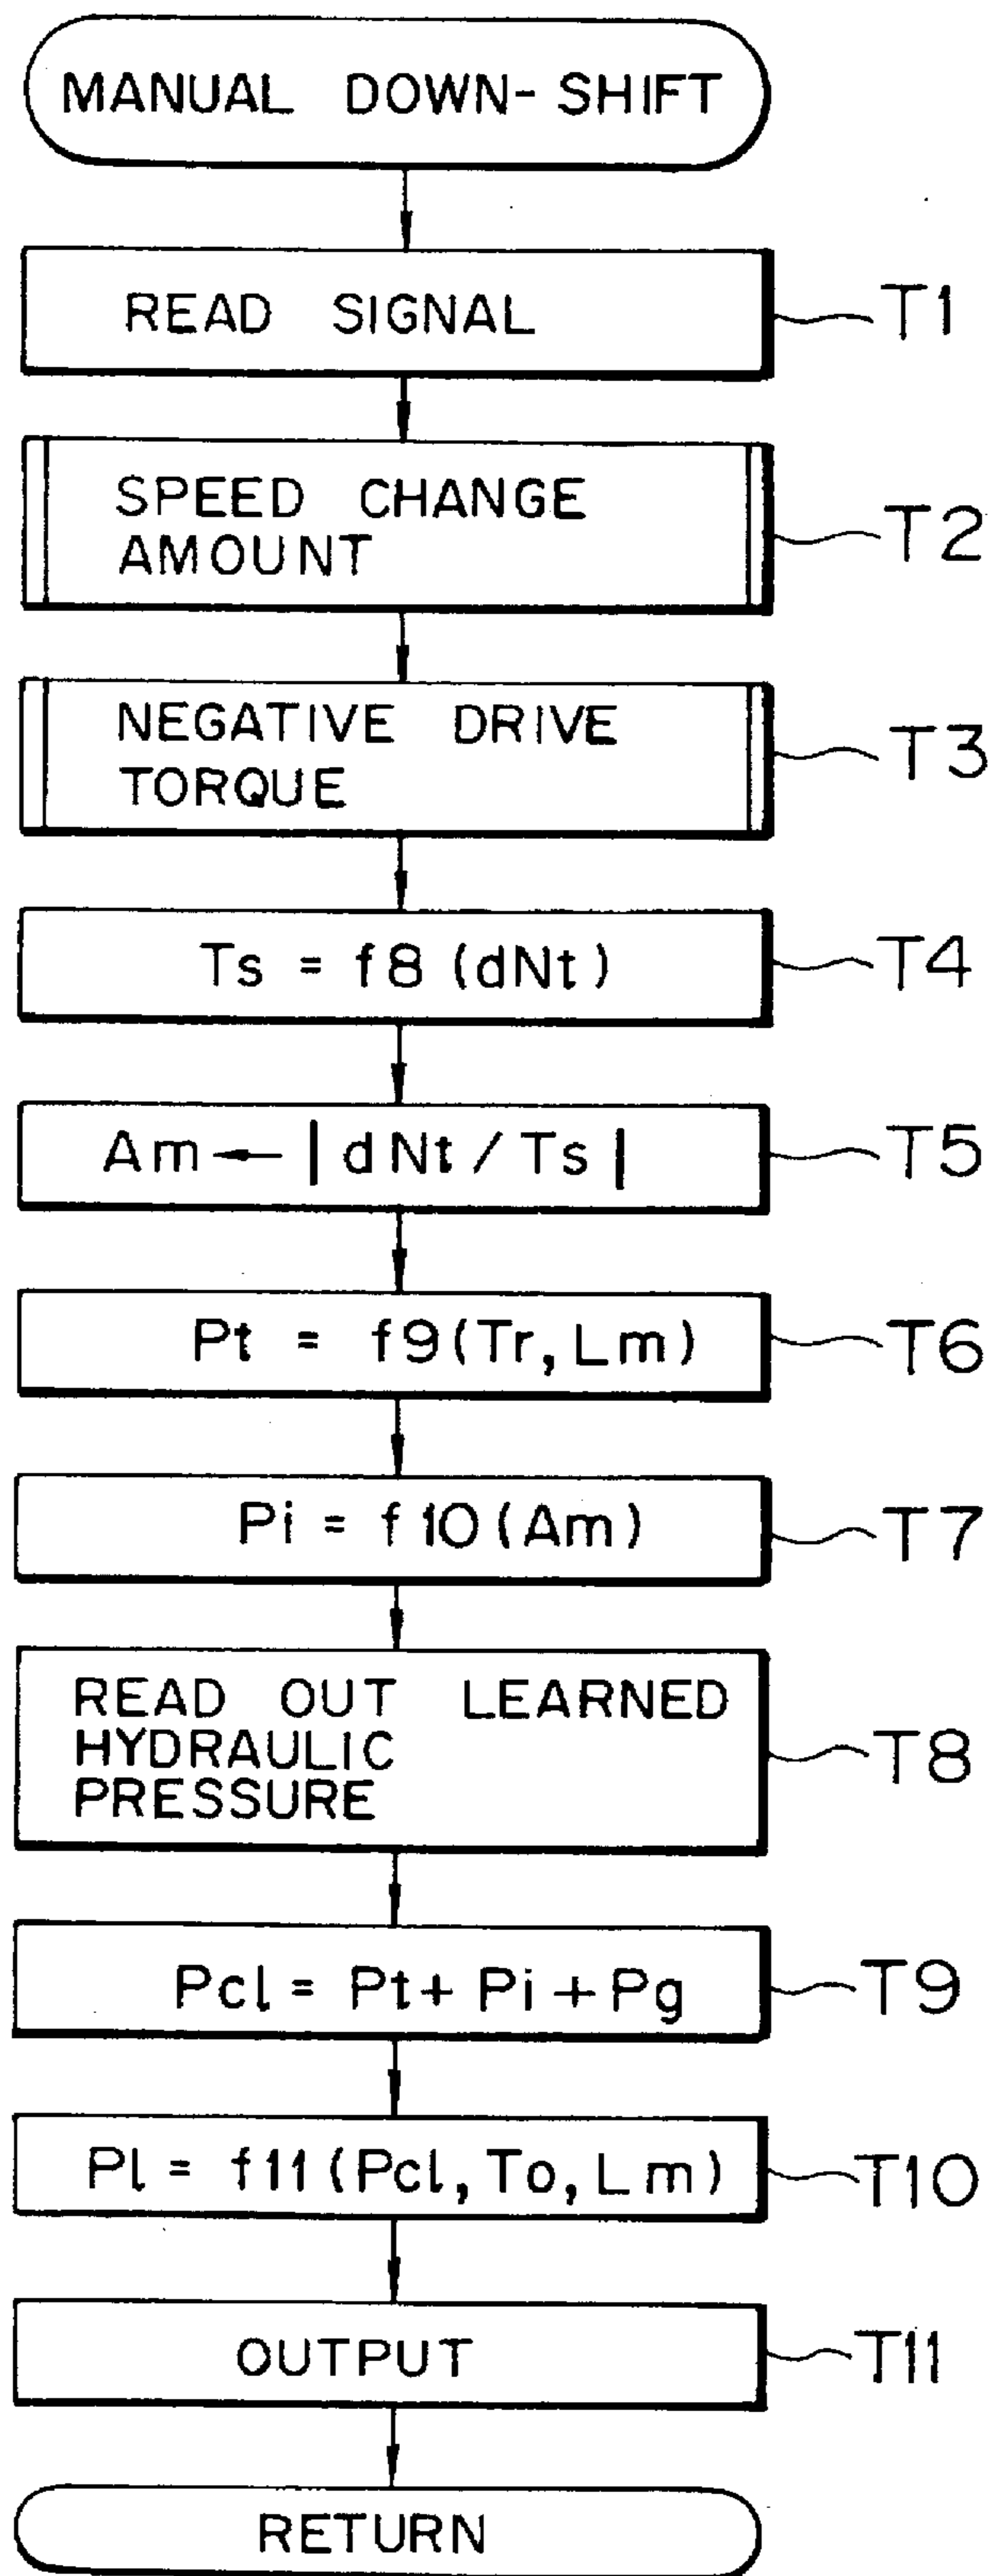 MANUAL DOWN-SHIFT
READ SIGNAL
T1
SPEED CHANGE
AMOUNT
T2
NEGATIVE DRIVE
TORQUE
T3
Ts = f8 (dNt)
T4
Am ← | dNt / Ts |
T5
Pt = f9 (Tr, Lm)
T6
Pi = f10 (Am)
T7
READ OUT LEARNED
HYDRAULIC
PRESSURE
T8
Pcl = Pt + Pi + Pg
T9
Pl = f11 (Pcl, To, Lm)
T10
OUTPUT
T11
RETURN